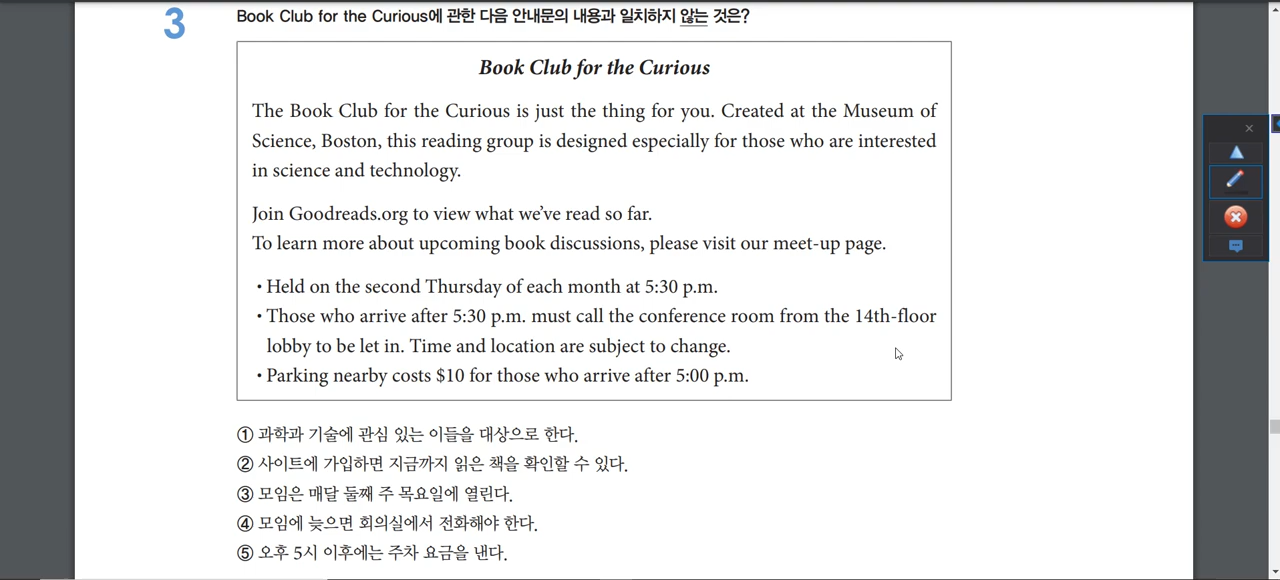 3
Book Club for the Curious에 관한 다음 안내문의 내용과 일치하지 않는 것은?
Book Club for the Curious
The Book Club for the Curious is just the thing for you. Created at the Museum of
Science, Boston, this reading group is designed especially for those who are interested
in science and technology.
Join Goodreads.org to view what we’ve read so far.
To learn more about upcoming book discussions, please visit our meet-up page.
• Held on the second Thursday of each month at 5:30 p.m.
• Those who arrive after 5:30 p.m. must call the conference room from the 14th-floor
lobby to be let in. Time and location are subject to change.
• Parking nearby costs $10 for those who arrive after 5:00 p.m.
① 과학과 기술에 관심 있는 이들을 대상으로 한다.
② 사이트에 가입하면 지금까지 읽은 책을 확인할 수 있다.
③ 모임은 매달 둘째 주 목요일에 열린다.
④ 모임에 늦으면 회의실에서 전화해야 한다.
⑤ 오후 5시 이후에는 주차 요금을 낸다.